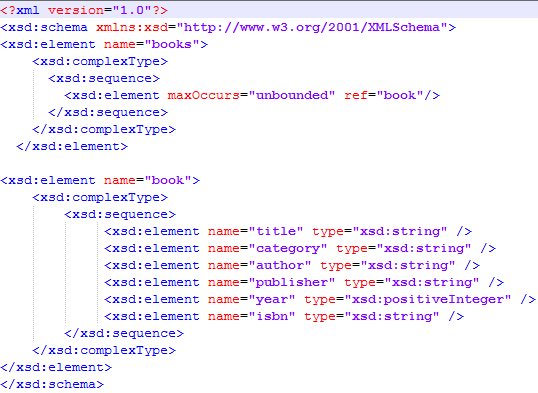 <?xml version="1.0"?>
<xsd:schema xmlns:xsd="http://www.w3.org/2001/XMLSchema">
<xsd:element name="books">
<xsd:complexType>
<xsd:sequence>
<xsd:element maxOccurs="unbounded" ref="book"/>
</xsd:sequence>
</xsd:complexType>
</xsd:element>
<xsd:element name="book">
<xsd:complexType>
<xsd:sequence>
<xsd:element name="title" type="xsd:string" />
<xsd:element name="category" type="xsd:string" />
<xsd:element name="author" type="xsd:string" />
<xsd:element name="publisher" type="xsd:string" />
<xsd:element name="year" type="xsd:positiveInteger" />
<xsd:element name="isbn" type="xsd:string" />
</xsd:sequence>
</xsd:complexType>
</xsd:element>
</xsd:schema>